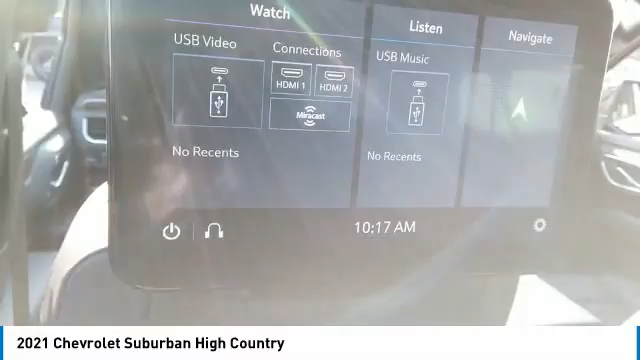 Watch
Listen
Navigate
USB Video
Connections
USB Music
HDMI 1
HDMI 2
Miracast
No Recents
No Recents
10:17 AM
2021 Chevrolet Suburban High Country